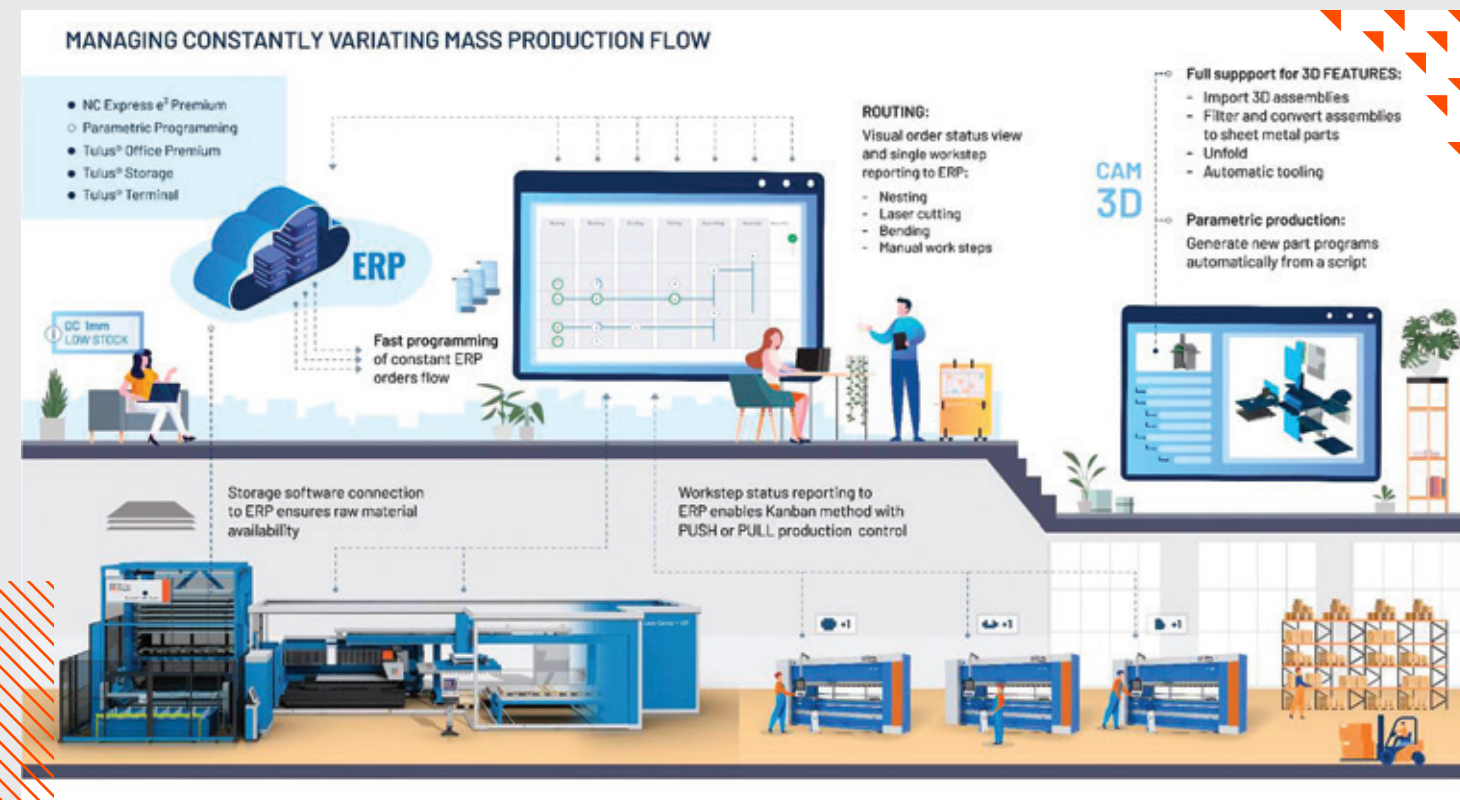 MANAGING CONSTANTLY VARIATING MASS PRODUCTION FLOW
● NC Express e³ Premium
○ Parametric Programming
● Tulus® Office Premium
● Tulus® Storage
● Tulus® Terminal
ERP
DC 1mm
LOW STOCK
Fast programming
of constant ERP
orders flow
ROUTING:
Visual order status view
and single workstep
reporting to ERP:
- Nesting
- Laser cutting
- Bending
- Manual work steps
CAM
3D
Full suppport for 3D FEATURES:
- Import 3D assemblies
- Filter and convert assemblies
to sheet metal parts
- Unfold
- Automatic tooling
Parametric production:
Generate new part programs
automatically from a script
Storage software connection
to ERP ensures raw material
availability
Workstep status reporting to
ERP enables Kanban method with
PUSH or PULL production control
+1
+1
+1